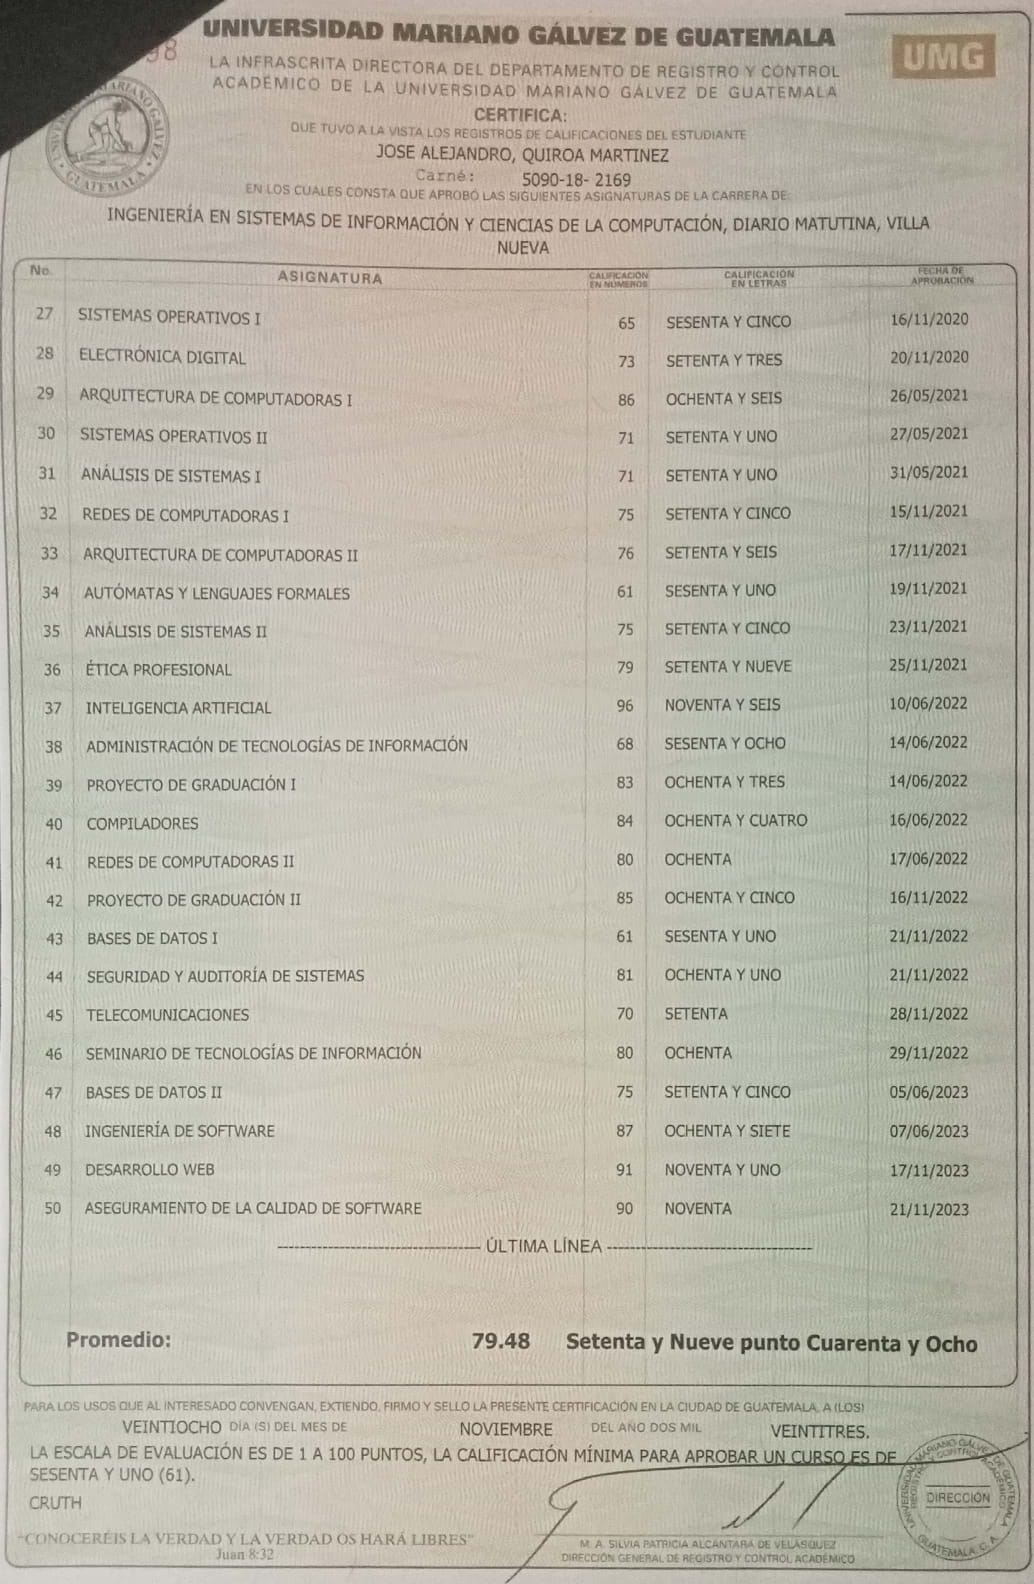 UNIVERSIDAD MARIANO GÁLVEZ DE GUATEMALA
98
UMG
LA INFRASCRITA DIRECTORA DEL DEPARTAMENTO DE REGISTRO Y CONTROL
ACADÉMICO DE LA UNIVERSIDAD MARIANO GÁLVEZ DE GUATEMALA
CERTIFICA:
QUE TUVO A LA VISTA LOS REGISTROS DE CALIFICACIONES DEL ESTUDIANTE
JOSE ALEJANDRO, QUIROA MARTINEZ
Carné: 5090-18- 2169
EN LOS CUALES CONSTA QUE APROBÓ LAS SIGUIENTES ASIGNATURAS DE LA CARRERA DE:
INGENIERÍA EN SISTEMAS DE INFORMACIÓN Y CIENCIAS DE LA COMPUTACIÓN, DIARIO MATUTINA, VILLA
NUEVA
No. ASIGNATURA CALIFICACIÓN EN NÚMEROS CALIFICACIÓN EN LETRAS FECHA DE APROBACIÓN
27 SISTEMAS OPERATIVOS I 65 SESENTA Y CINCO 16/11/2020
28 ELECTRÓNICA DIGITAL 73 SETENTA Y TRES 20/11/2020
29 ARQUITECTURA DE COMPUTADORAS I 86 OCHENTA Y SEIS 26/05/2021
30 SISTEMAS OPERATIVOS II 71 SETENTA Y UNO 27/05/2021
31 ANÁLISIS DE SISTEMAS I 71 SETENTA Y UNO 31/05/2021
32 REDES DE COMPUTADORAS I 75 SETENTA Y CINCO 15/11/2021
33 ARQUITECTURA DE COMPUTADORAS II 76 SETENTA Y SEIS 17/11/2021
34 AUTÓMATAS Y LENGUAJES FORMALES 61 SESENTA Y UNO 19/11/2021
35 ANÁLISIS DE SISTEMAS II 75 SETENTA Y CINCO 23/11/2021
36 ÉTICA PROFESIONAL 79 SETENTA Y NUEVE 25/11/2021
37 INTELIGENCIA ARTIFICIAL 96 NOVENTA Y SEIS 10/06/2022
38 ADMINISTRACIÓN DE TECNOLOGÍAS DE INFORMACIÓN 68 SESENTA Y OCHO 14/06/2022
39 PROYECTO DE GRADUACIÓN I 83 OCHENTA Y TRES 14/06/2022
40 COMPILADORES 84 OCHENTA Y CUATRO 16/06/2022
41 REDES DE COMPUTADORAS II 80 OCHENTA 17/06/2022
42 PROYECTO DE GRADUACIÓN II 85 OCHENTA Y CINCO 16/11/2022
43 BASES DE DATOS I 61 SESENTA Y UNO 21/11/2022
44 SEGURIDAD Y AUDITORÍA DE SISTEMAS 81 OCHENTA Y UNO 21/11/2022
45 TELECOMUNICACIONES 70 SETENTA 28/11/2022
46 SEMINARIO DE TECNOLOGÍAS DE INFORMACIÓN 80 OCHENTA 29/11/2022
47 BASES DE DATOS II 75 SETENTA Y CINCO 05/06/2023
48 INGENIERÍA DE SOFTWARE 87 OCHENTA Y SIETE 07/06/2023
49 DESARROLLO WEB 91 NOVENTA Y UNO 17/11/2023
50 ASEGURAMIENTO DE LA CALIDAD DE SOFTWARE 90 NOVENTA 21/11/2023
ÚLTIMA LÍNEA
Promedio: 79.48 Setenta y Nueve punto Cuarenta y Ocho
PARA LOS USOS QUE AL INTERESADO CONVENGAN, EXTIENDO, FIRMO Y SELLO LA PRESENTE CERTIFICACIÓN EN LA CIUDAD DE GUATEMALA, A (LOS)
VEINTIOCHO DÍA (S) DEL MES DE NOVIEMBRE DEL AÑO DOS MIL VEINTITRES.
LA ESCALA DE EVALUACIÓN ES DE 1 A 100 PUNTOS, LA CALIFICACIÓN MÍNIMA PARA APROBAR UN CURSO ES DE
SESENTA Y UNO (61).
CRUTH
DIRECCIÓN
"CONOCERÉIS LA VERDAD Y LA VERDAD OS HARÁ LIBRES"
Juan 8:32
M. A. SILVIA PATRICIA ALCÁNTARA DE VELÁSQUEZ
DIRECCIÓN GENERAL DE REGISTRO Y CONTROL ACADÉMICO